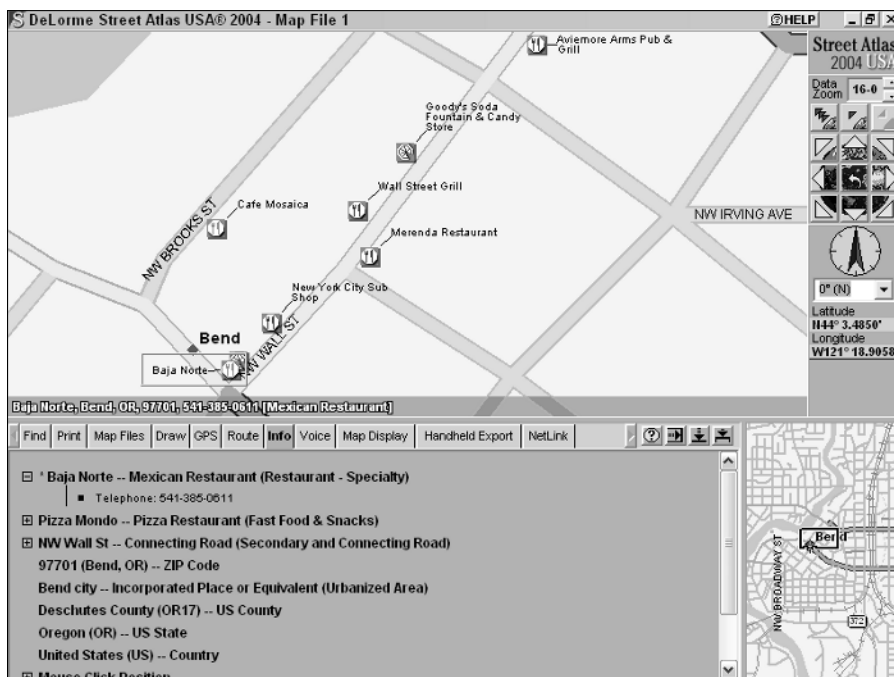 DeLorme Street Atlas USA® 2004 - Map File 1
HELP
Street Atlas
2004 USA
Data
Zoom
16-0
Aviemore Arms Pub &
Grill
Goody's Soda
Fountain & Candy
Store
Wall Street Grill
Cafe Mosaica
NW BROOKS ST
NW IRVING AVE
Merenda Restaurant
New York City Sub
Shop
NW WALL ST
Bend
Baja Norte
0° (N)
Latitude
N44° 3.4850'
Longitude
W121° 18.9058
Baja Norte, Bend, OR, 97701, 541-385-0611 [Mexican Restaurant]
Find Print Map Files Draw GPS Route Info Voice Map Display Handheld Export NetLink
* Baja Norte -- Mexican Restaurant (Restaurant - Specialty)
Telephone: 541-385-0611
Pizza Mondo -- Pizza Restaurant (Fast Food & Snacks)
NW Wall St -- Connecting Road (Secondary and Connecting Road)
97701 (Bend, OR) -- ZIP Code
Bend city -- Incorporated Place or Equivalent (Urbanized Area)
Deschutes County (OR17) -- US County
Oregon (OR) -- US State
United States (US) -- Country
Mouse Click Position
Bend
NW BROADWAY ST
372